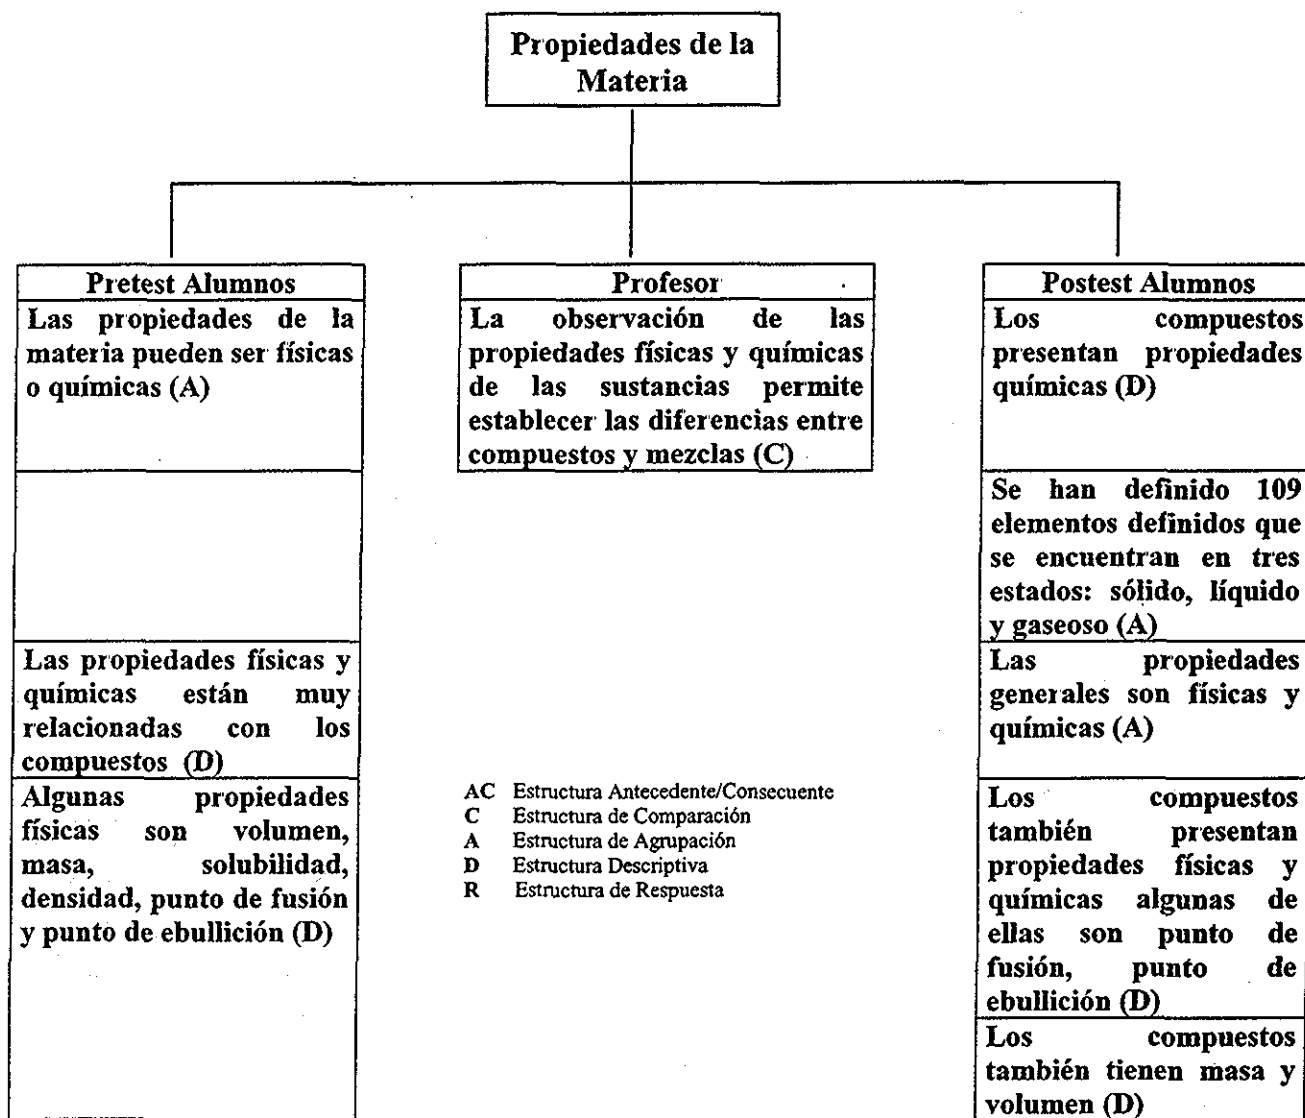 Propiedades de la
Materia
Pretest Alumnos
Las propiedades de la
materia pueden ser físicas
o químicas (A)
Las propiedades físicas y
químicas están muy
relacionadas con los
compuestos (D)
Algunas propiedades
físicas son volumen,
masa, solubilidad,
densidad, punto de fusión
y punto de ebullición (D)
Profesor
La observación de las
propiedades físicas y químicas
de las sustancias permite
establecer las diferencias entre
compuestos y mezclas (C)
AC Estructura Antecedente/Consecuente
C Estructura de Comparación
A Estructura de Agrupación
D Estructura Descriptiva
R Estructura de Respuesta
Postest Alumnos
Los compuestos
presentan propiedades
químicas (D)
Se han definido 109
elementos definidos que
se encuentran en tres
estados: sólido, líquido
y gaseoso (A)
Las propiedades
generales son físicas y
químicas (A)
Los compuestos
también presentan
propiedades físicas y
químicas algunas de
ellas son punto de
fusión, punto de
ebullición (D)
Los compuestos
también tienen masa y
volumen (D)